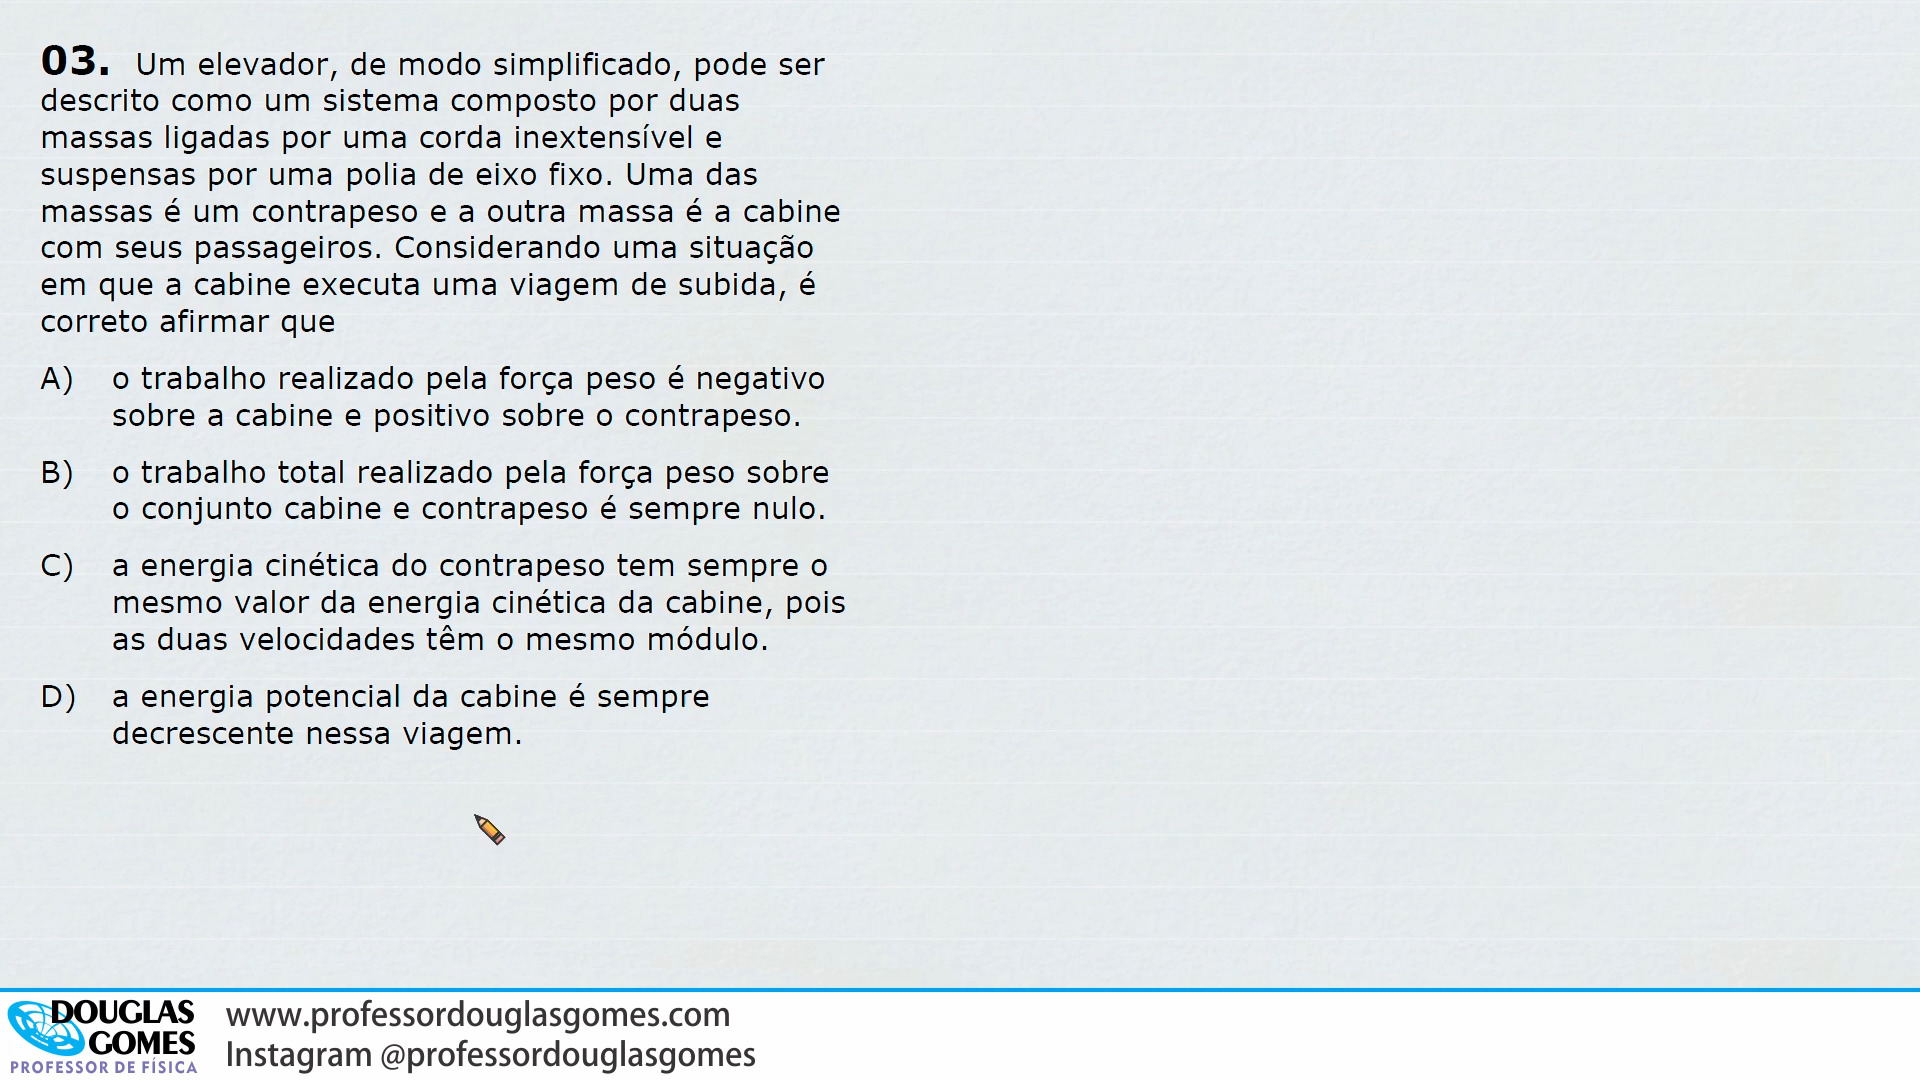 03. Um elevador, de modo simplificado, pode ser
descrito como um sistema composto por duas
massas ligadas por uma corda inextensível e
suspensas por uma polia de eixo fixo. Uma das
massas é um contrapeso e a outra massa é a cabine
com seus passageiros. Considerando uma situação
em que a cabine executa uma viagem de subida, é
correto afirmar que
A) o trabalho realizado pela força peso é negativo
sobre a cabine e positivo sobre o contrapeso.
B) o trabalho total realizado pela força peso sobre
o conjunto cabine e contrapeso é sempre nulo.
C) a energia cinética do contrapeso tem sempre o
mesmo valor da energia cinética da cabine, pois
as duas velocidades têm o mesmo módulo.
D) a energia potencial da cabine é sempre
decrescente nessa viagem.
DOUGLAS
GOMES
PROFESSOR DE FÍSICA
www.professordouglasgomes.com
Instagram @professordouglasgomes